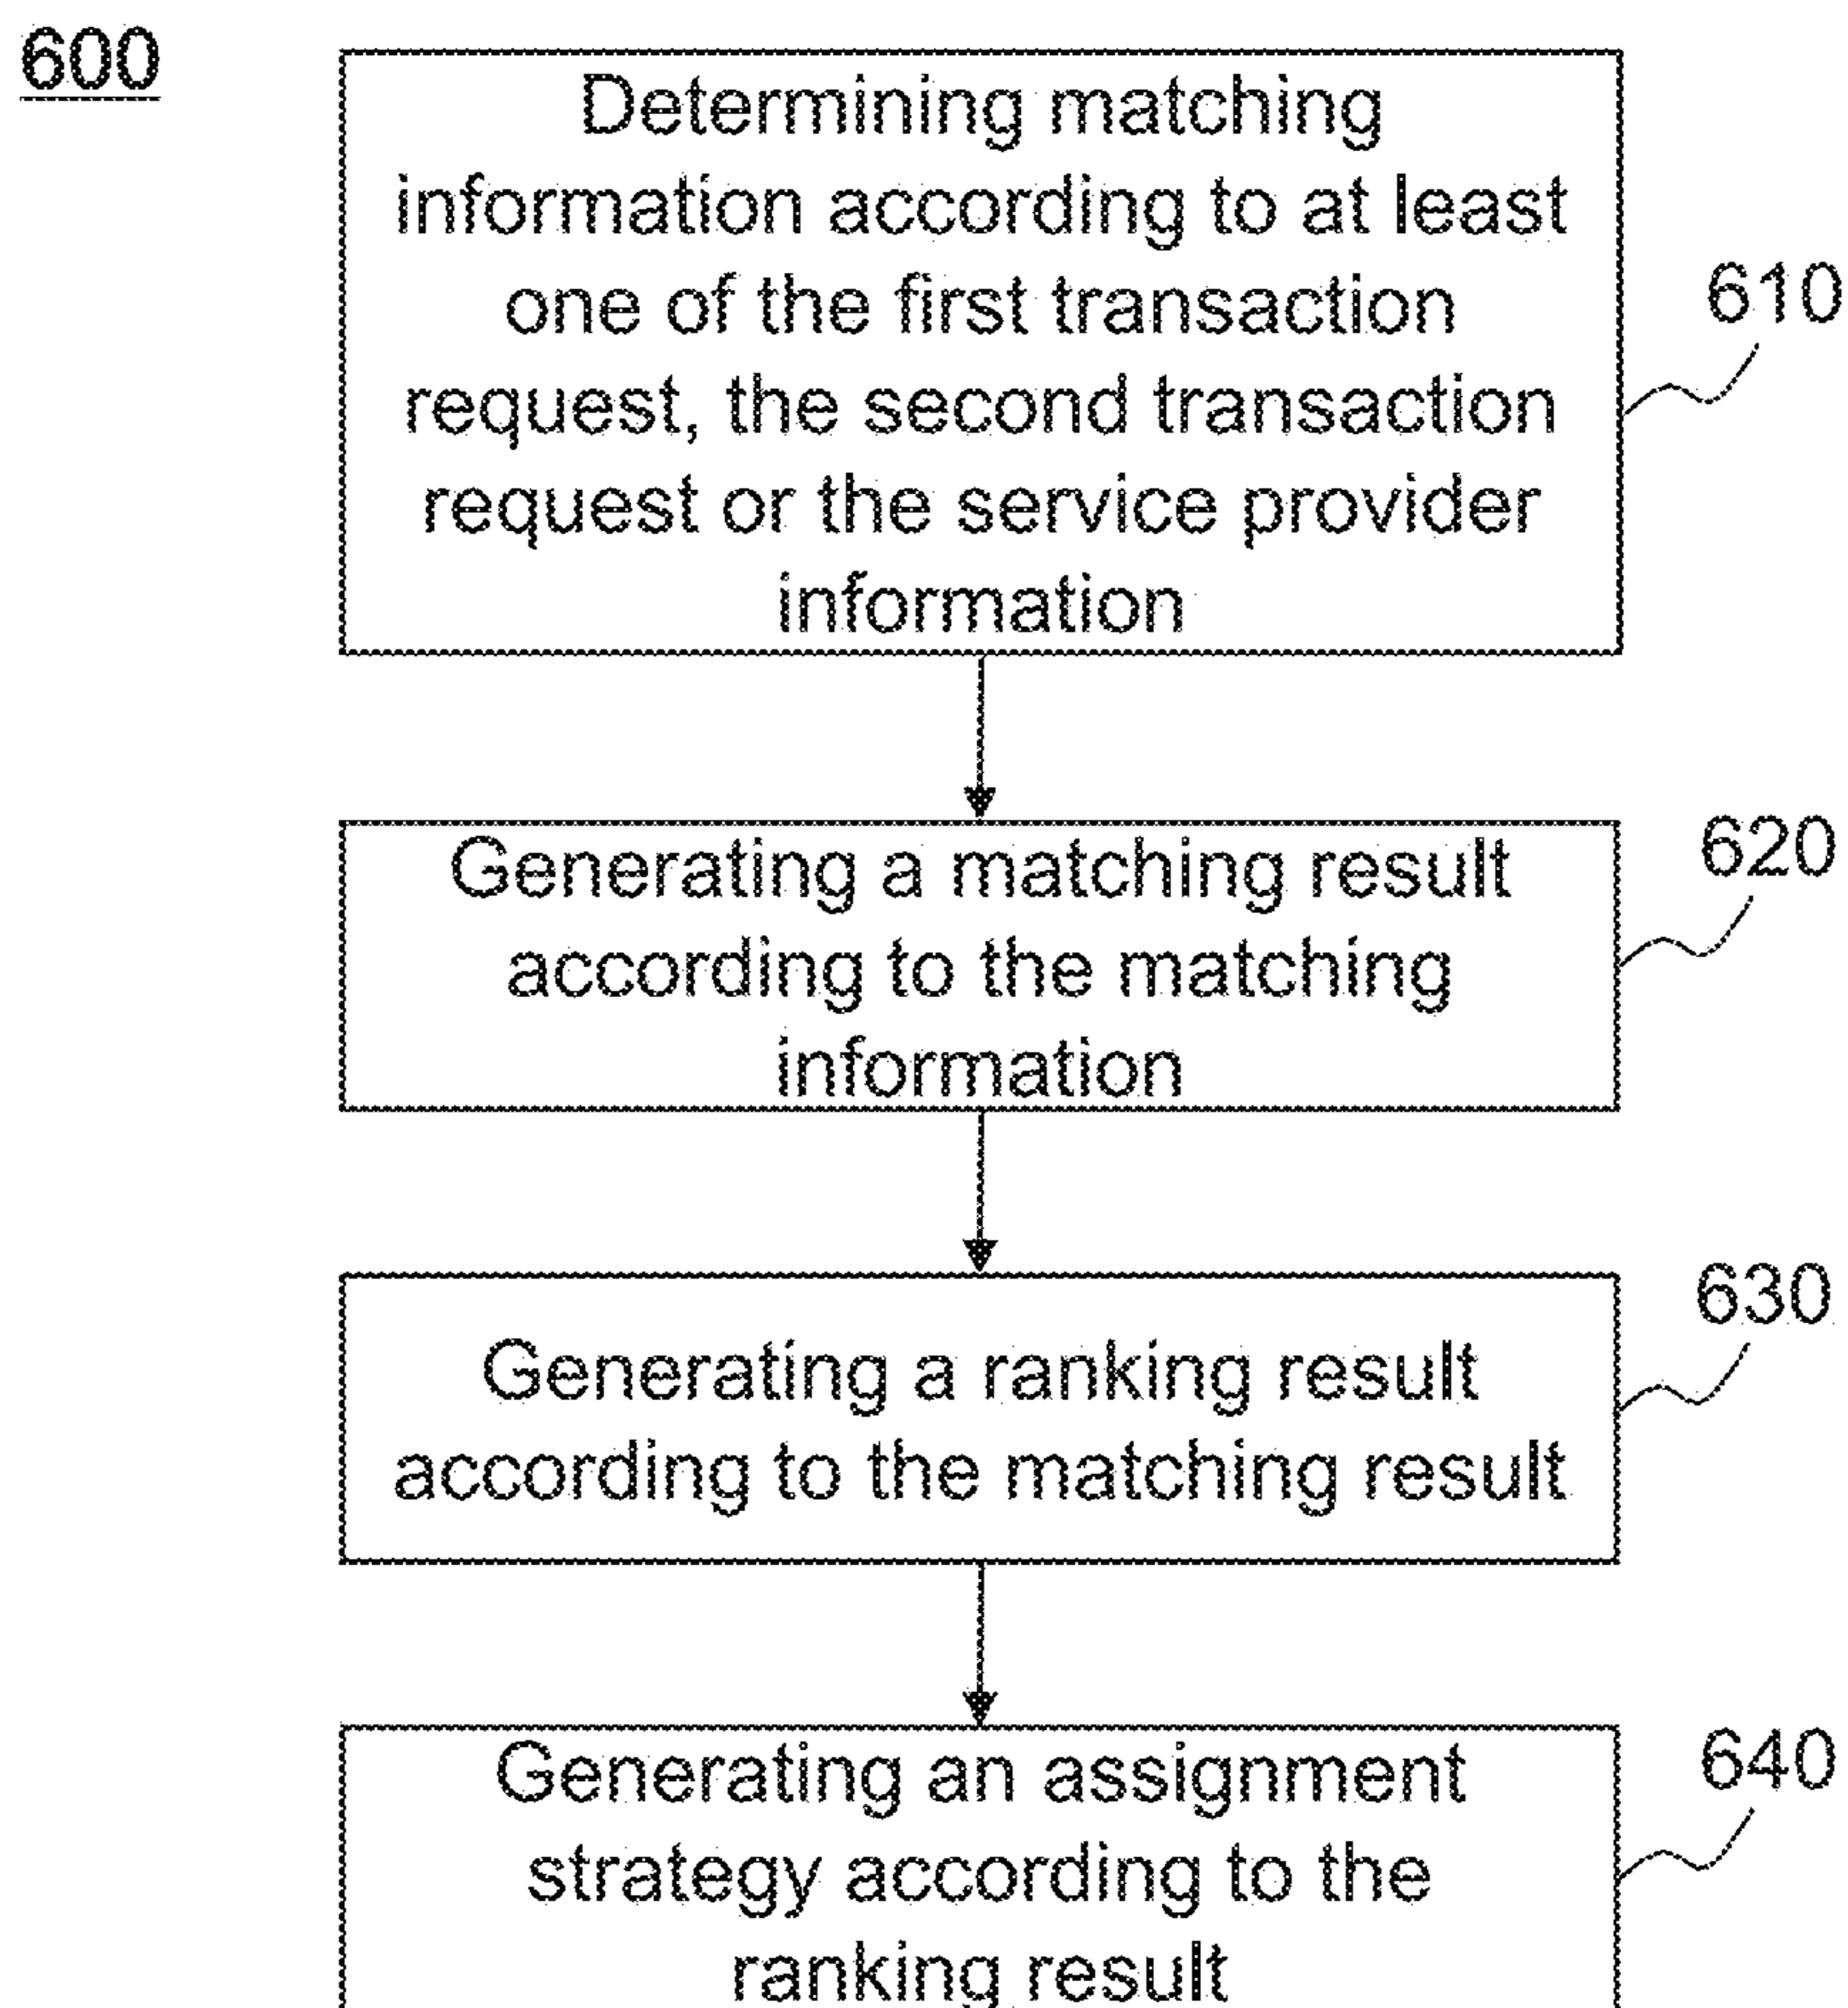 600
Determining matching
information according to at least
one of the first transaction
request, the second transaction
request or the service provider
information
610
Generating a matching result
according to the matching
information
620
Generating a ranking result
according to the matching result
630
Generating an assignment
strategy according to the
ranking result
640